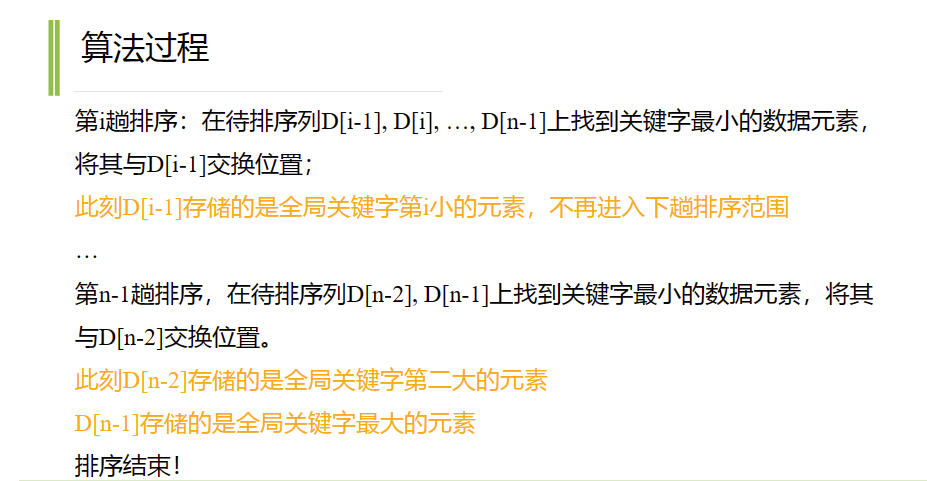 算法过程
第i趟排序：在待排序列D[i-1], D[i], …, D[n-1]上找到关键字最小的数据元素，
将其与D[i-1]交换位置；
此刻D[i-1]存储的是全局关键字第i小的元素，不再进入下趟排序范围
…
第n-1趟排序，在待排序列D[n-2], D[n-1]上找到关键字最小的数据元素，将其
与D[n-2]交换位置。
此刻D[n-2]存储的是全局关键字第二大的元素
D[n-1]存储的是全局关键字最大的元素
排序结束！